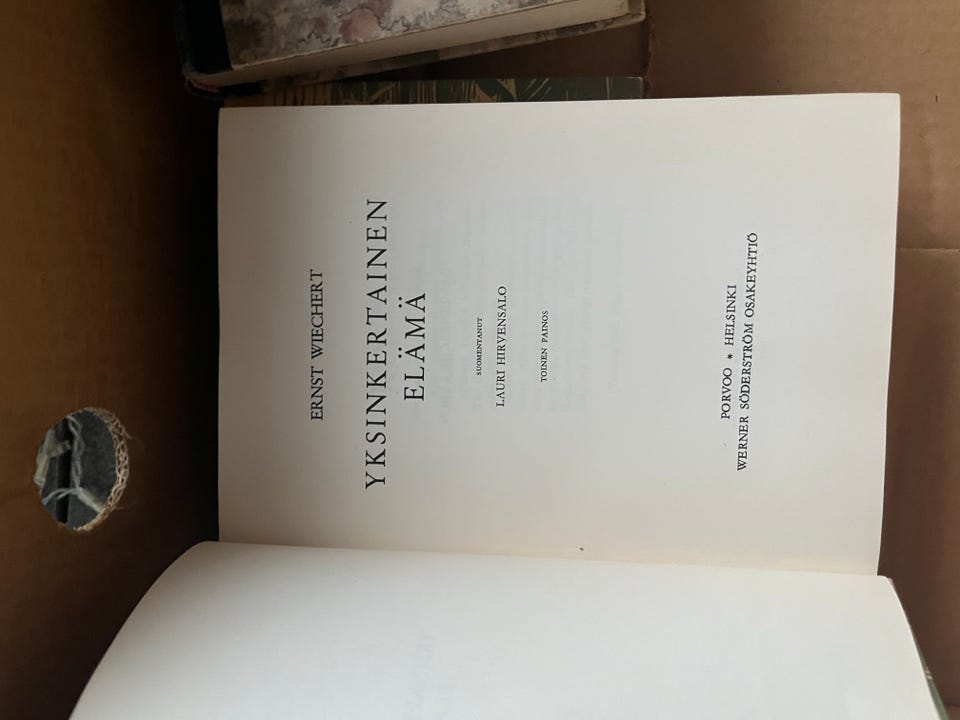 ERNST WIECHERT
YKSINKERTAINEN
ELÄMÄ
SUOMENTANUT
LAURI HIRVENSALO
TOINEN PAINOS
PORVOO * HELSINKI
WERNER SÖDERSTRÖM OSAKEYHTIÖ